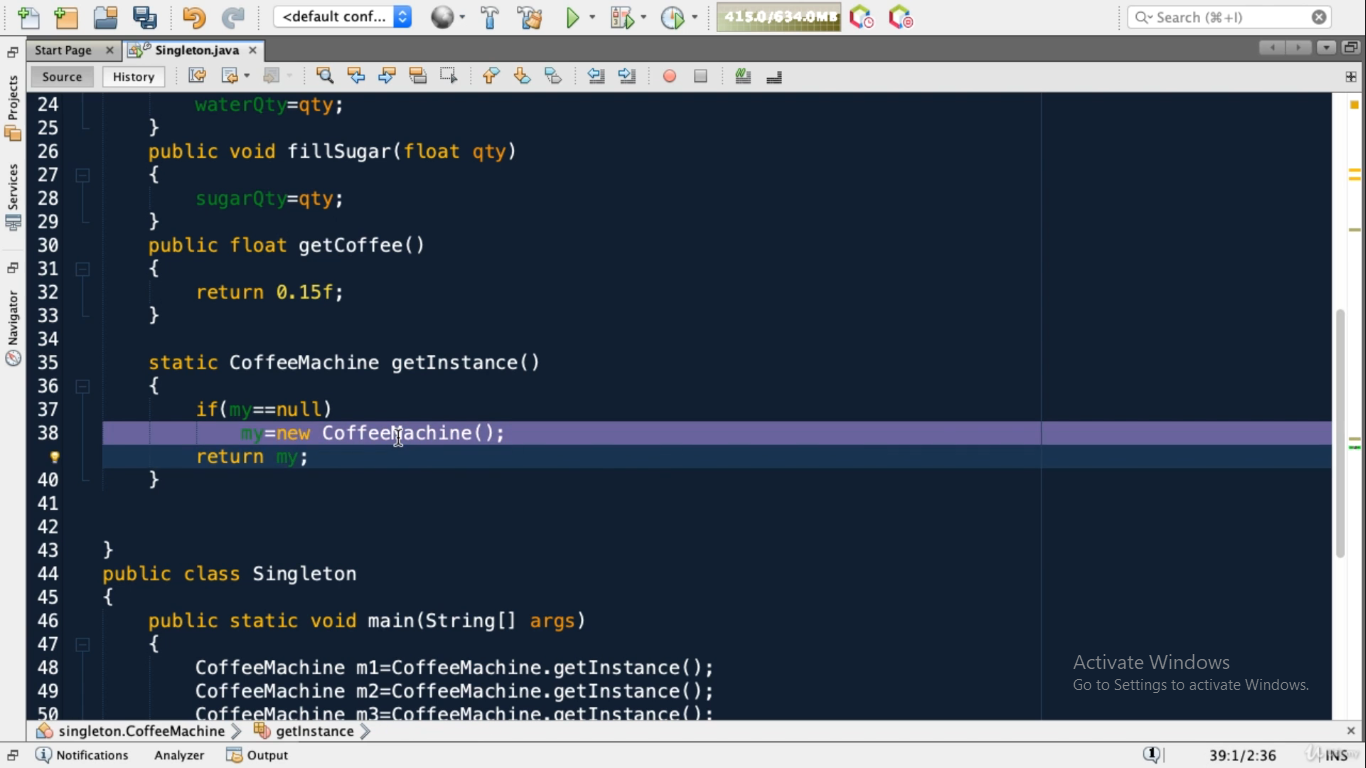 <default conf...
415.0/634.0MB
Search (⌘+I)
Start Page
Singleton.java
Source
History
Projects
Services
Navigator
24 waterQty=qty;
25 }
26 public void fillSugar(float qty)
27 {
28 sugarQty=qty;
29 }
30 public float getCoffee()
31 {
32 return 0.15f;
33 }
34
35 static CoffeeMachine getInstance()
36 {
37 if(my==null)
38 my=new CoffeeMachine();
return my;
40 }
41
42
43 }
44 public class Singleton
45 {
46 public static void main(String[] args)
47 {
48 CoffeeMachine m1=CoffeeMachine.getInstance();
49 CoffeeMachine m2=CoffeeMachine.getInstance();
50 CoffeeMachine m3=CoffeeMachine.getInstance();
Activate Windows
Go to Settings to activate Windows.
singleton.CoffeeMachine
getInstance
Notifications
Analyzer
Output
1
39:1/2:36
INS